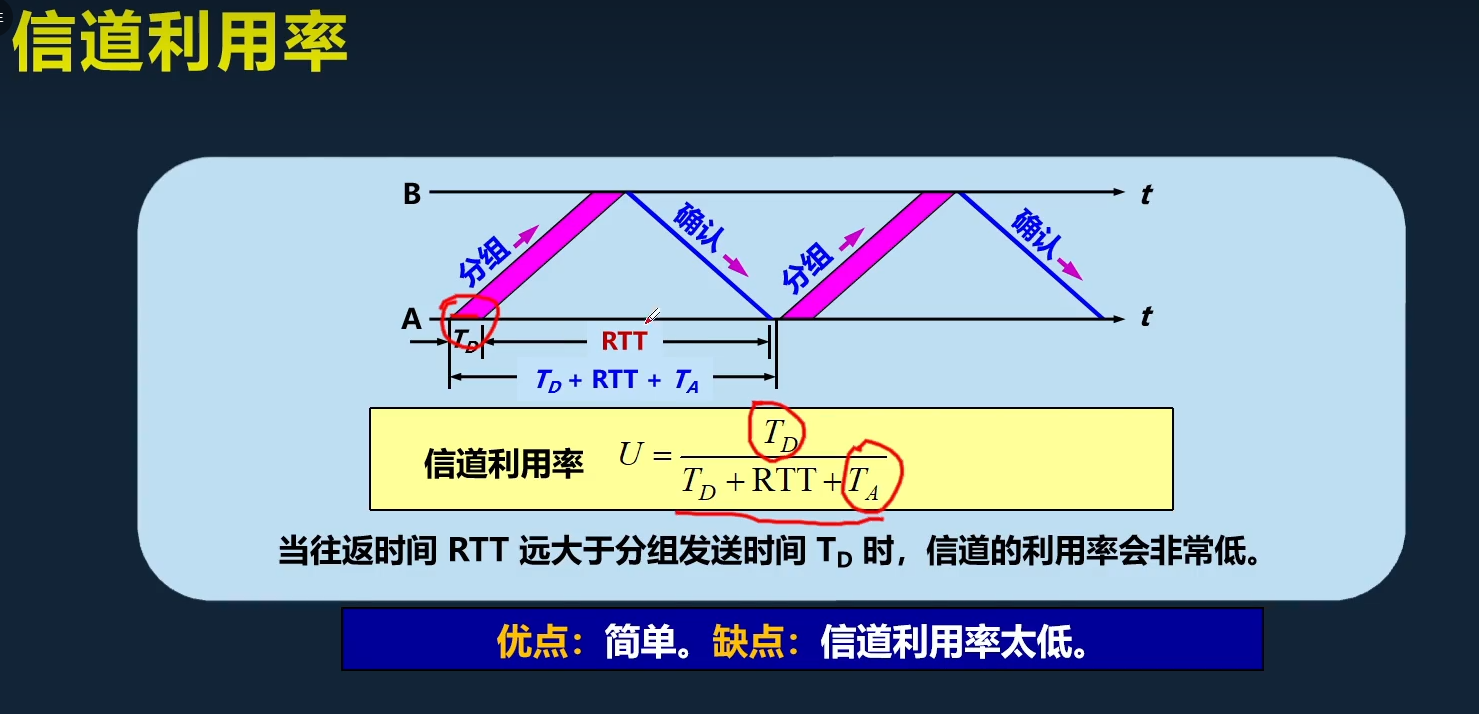 信道利用率
B
t
分组
确认
分组
确认
A
t
T_D
RTT
T_D + RTT + T_A
信道利用率 U = T_D / (T_D + RTT + T_A)
当往返时间 RTT 远大于分组发送时间 T_D 时，信道的利用率会非常低。
优点：简单。缺点：信道利用率太低。